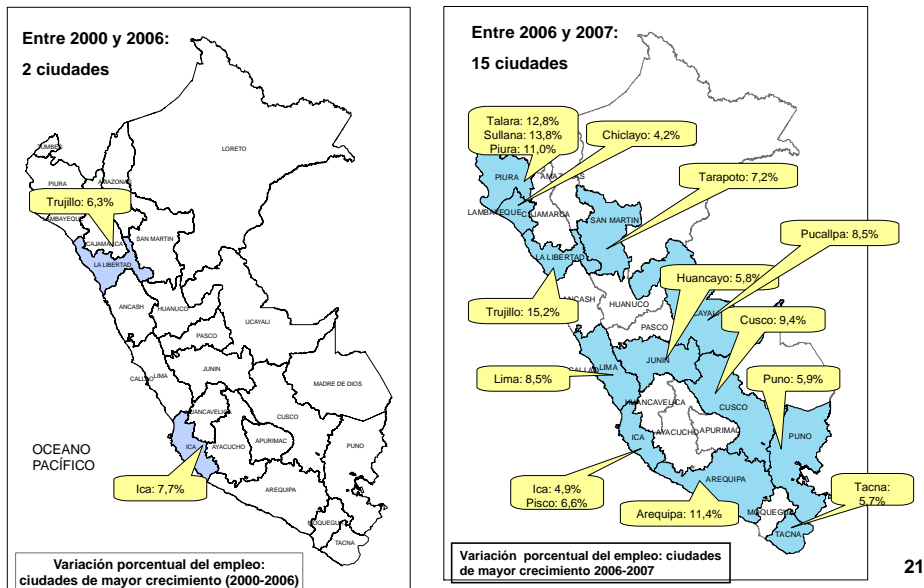 Entre 2000 y 2006:
2 ciudades
TUMBES
LORETO
PIURA
AMAZONAS
Trujillo: 6,3%
LAMBAYEQUE
CAJAMARCA
SAN MARTIN
LA LIBERTAD
ANCASH
HUANUCO
UCAYALI
PASCO
CALLAO
LIMA
JUNIN
MADRE DE DIOS
HUANCAVELICA
CUSCO
OCEANO
PACÍFICO
ICA
AYACUCHO
APURIMAC
PUNO
Ica: 7,7%
AREQUIPA
MOQUEGUA
TACNA
Variación porcentual del empleo:
ciudades de mayor crecimiento (2000-2006)
Entre 2006 y 2007:
15 ciudades
Talara: 12,8%
Sullana: 13,8%
Piura: 11,0%
Chiclayo: 4,2%
PIURA
AMAZONAS
Tarapoto: 7,2%
LAMBAYEQUE
CAJAMARCA
SAN MARTIN
Pucallpa: 8,5%
LA LIBERTAD
Huancayo: 5,8%
ANCASH
HUANUCO
UCAYALI
Trujillo: 15,2%
PASCO
Cusco: 9,4%
JUNIN
LIMA
CALLAO
Lima: 8,5%
Puno: 5,9%
HUANCAVELICA
CUSCO
AYACUCHO
APURIMAC
ICA
PUNO
Ica: 4,9%
Pisco: 6,6%
AREQUIPA
Arequipa: 11,4%
Tacna:
5,7%
MOQUEGUA
TACNA
Variación porcentual del empleo: ciudades
de mayor crecimiento 2006-2007
21